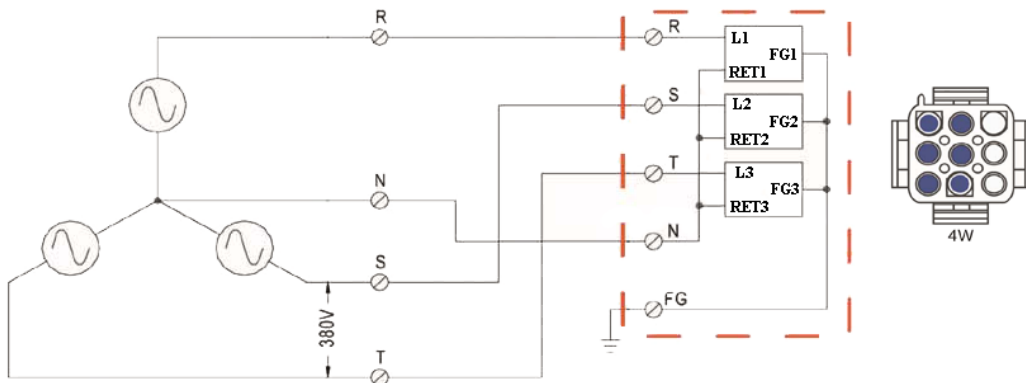 R
R
L1
FG1
RET1
S
L2
FG2
RET2
T
L3
FG3
RET3
N
N
S
FG
380V
T
4W